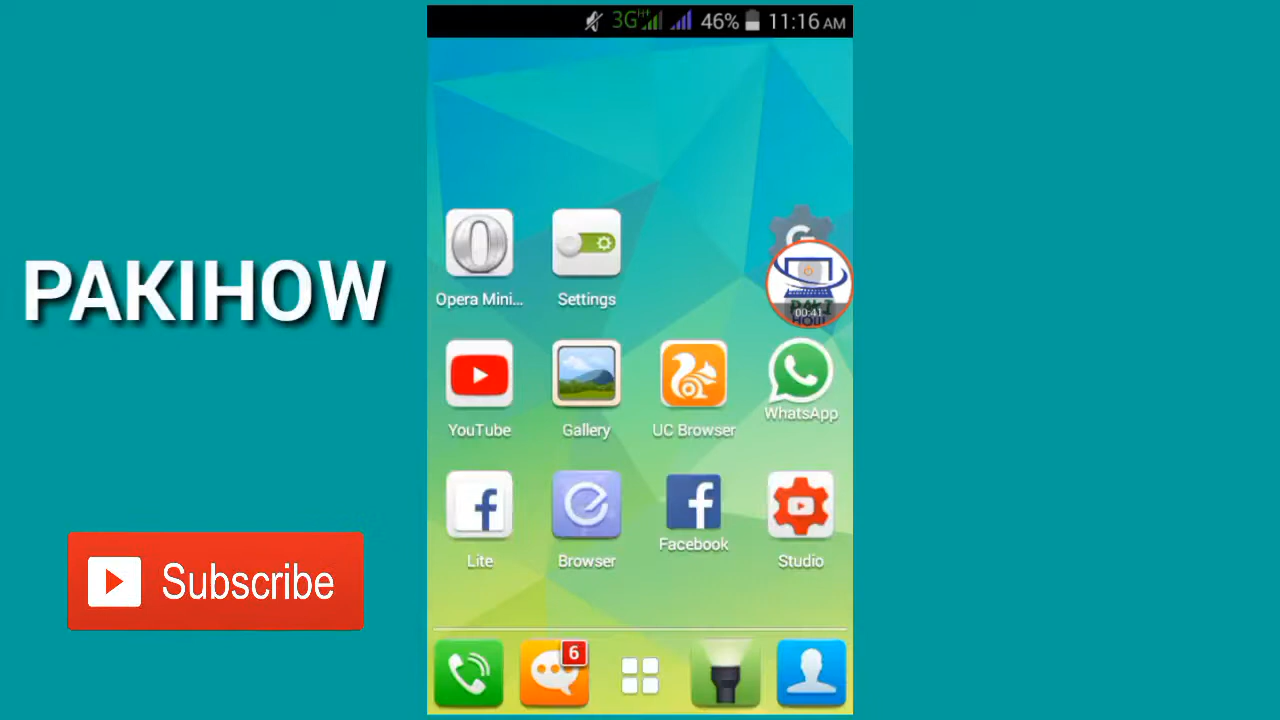 3G H+ 46% 11:16 AM
PAKIHOW
Opera Mini...
Settings
G
00:41
YouTube
Gallery
UC Browser
WhatsApp
Lite
Browser
Facebook
Studio
Subscribe
6